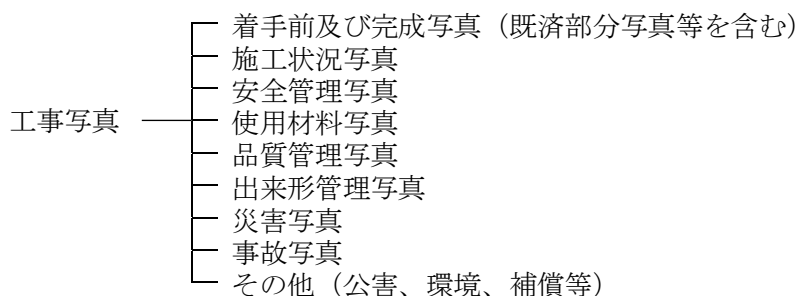 着手前及び完成写真（既済部分写真等を含む）
施工状況写真
安全管理写真
工事写真
使用材料写真
品質管理写真
出来形管理写真
災害写真
事故写真
その他（公害、環境、補償等）